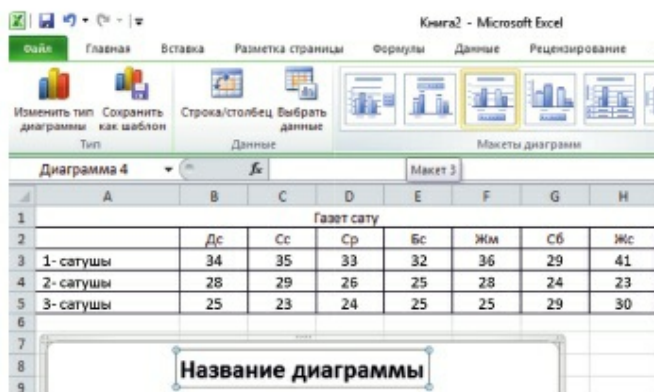 Книга2 - Microsoft Excel
Файл Главная Вставка Разметка страницы Формулы Данные Рецензирование
Изменить тип диаграммы Сохранить как шаблон Строка/столбец Выбрать данные
Тип Данные Макеты диаграмм
Диаграмма 4 fx Макет 3
A B C D E F G H
1 Газет сату
2 Дс Сс Ср Бс Жм Сб Жс
3 1- сатушы 34 35 33 32 36 29 41
4 2- сатушы 28 29 26 25 28 24 23
5 3- сатушы 25 23 24 25 25 29 30
6
7
8 Название диаграммы
9